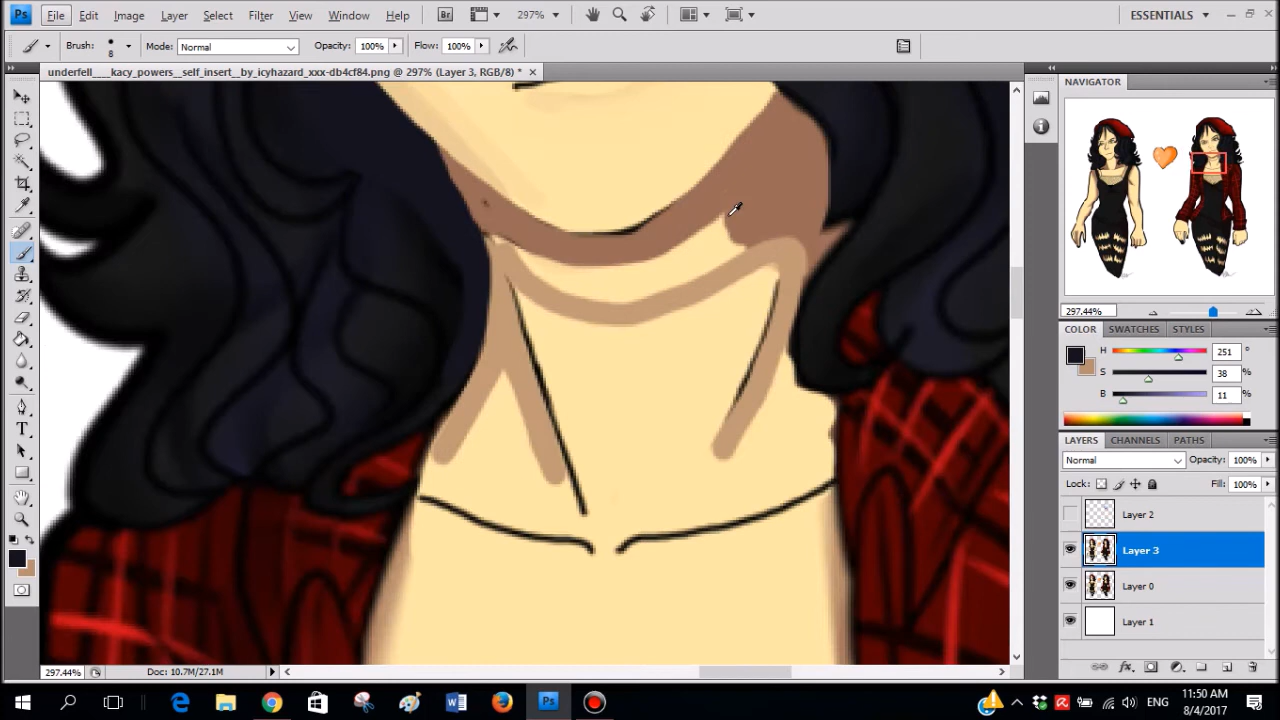 Ps File Edit Image Layer Select Filter View Window Help Br 297% ESSENTIALS
Brush: 8 Mode: Normal Opacity: 100% Flow: 100%
underfell____kacy_powers__self_insert__by_icyhazard_xxx-db4cf84.png @ 297% (Layer 3, RGB/8) *
NAVIGATOR
297.44%
COLOR SWATCHES STYLES
H 251 °
S 38 %
B 11 %
LAYERS CHANNELS PATHS
Normal Opacity: 100%
Lock: Fill: 100%
Layer 2
Layer 3
Layer 0
Layer 1
297.44% Doc: 10.7M/27.1M
ENG 11:50 AM
8/4/2017